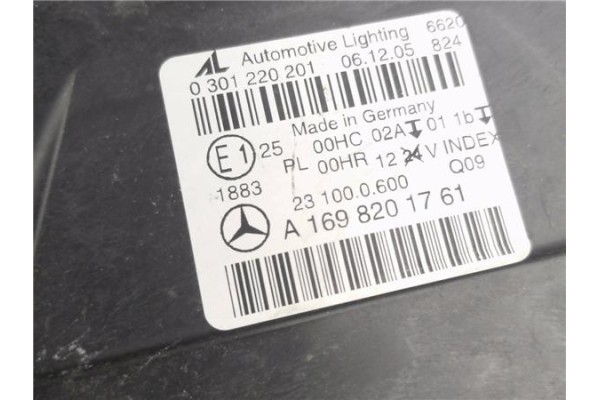 AL Automotive Lighting 6620
0 301 220 201 06.12.05 824
Made in Germany
E1 25 00HC 02A 01 1b
PL 00HR 12 24 V INDEX
1883 Q09
23 100.0.600
A 169 820 17 61